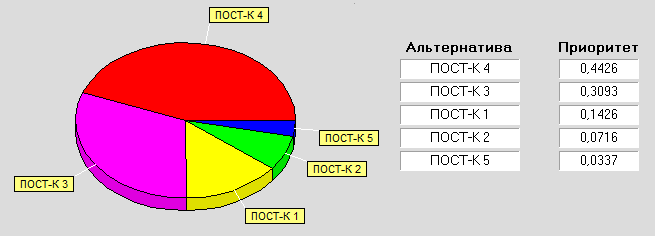 ПОСТ-К 4
ПОСТ-К 5
ПОСТ-К 2
ПОСТ-К 3
ПОСТ-К 1
Альтернатива Приоритет
ПОСТ-К 4 0,4426
ПОСТ-К 3 0,3093
ПОСТ-К 1 0,1426
ПОСТ-К 2 0,0716
ПОСТ-К 5 0,0337